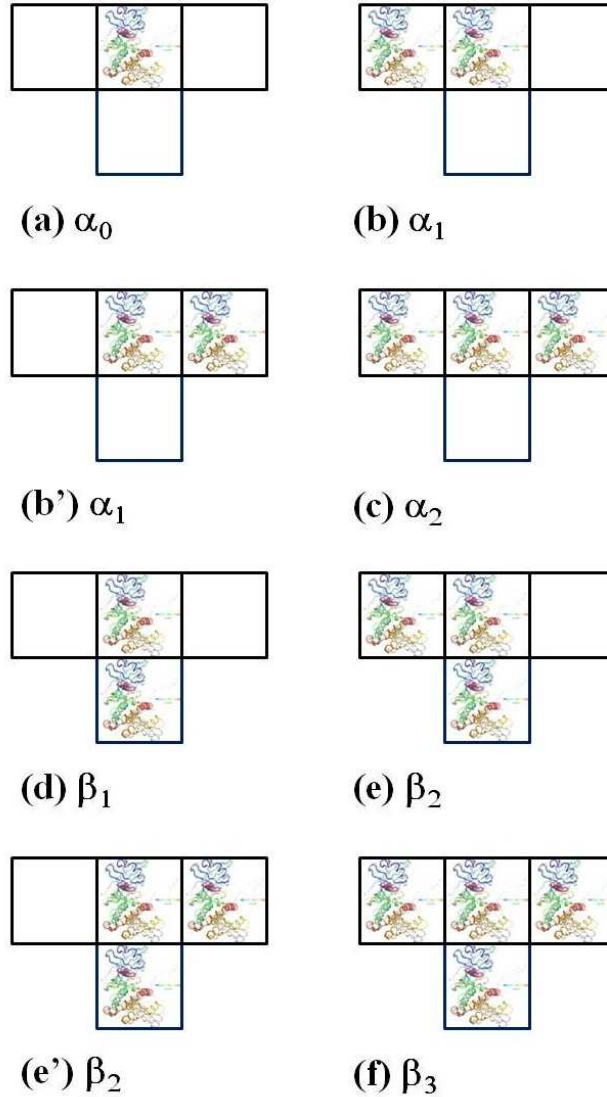 (a) α₀
(b) α₁
(b’) α₁
(c) α₂
(d) β₁
(e) β₂
(e’) β₂
(f) β₃